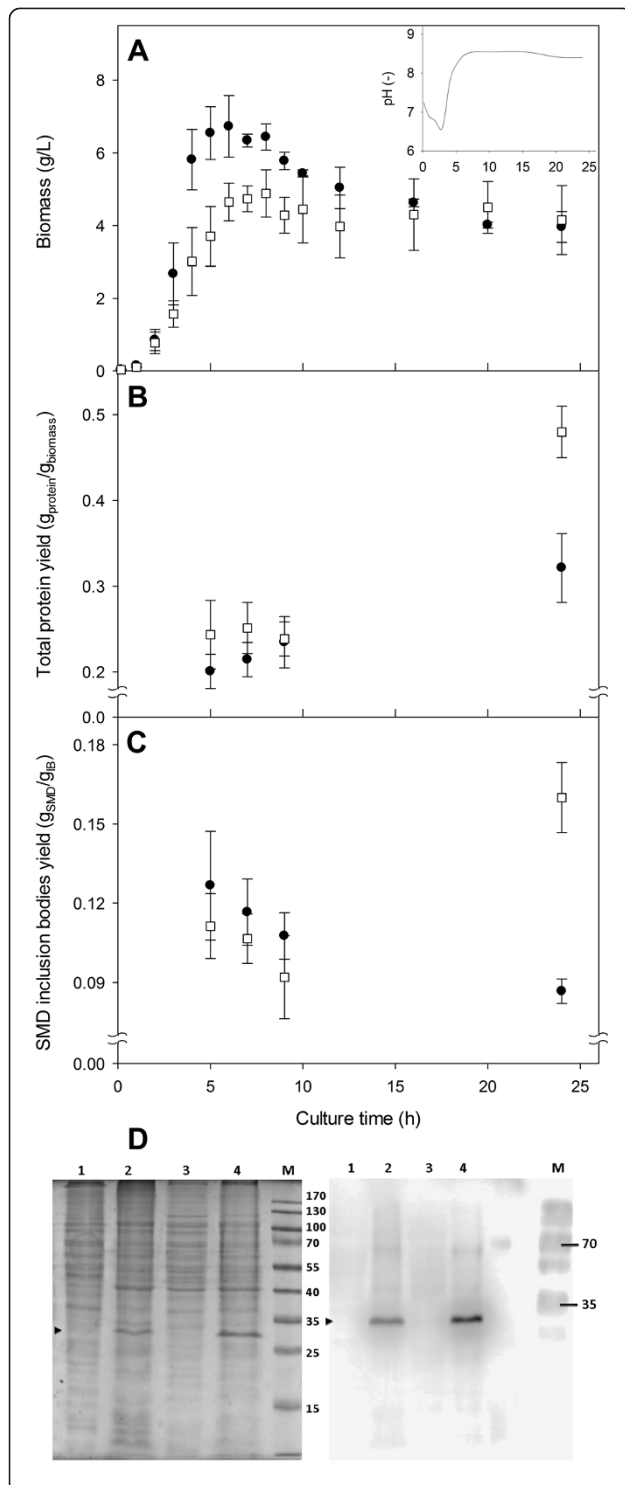 A
Biomass (g/L)
8
6
4
2
0
pH (-)
9
8
7
6
0 5 10 15 20 25
B
Total protein yield (gprotein/gbiomass)
0.5
0.4
0.3
0.2
0.0
C
SMD inclusion bodies yield (gSMD/gIB)
0.18
0.15
0.12
0.09
0.00
0 5 10 15 20 25
Culture time (h)
D
1 2 3 4 M
170
130
100
70
55
40
35
25
15
1 2 3 4 M
70
35